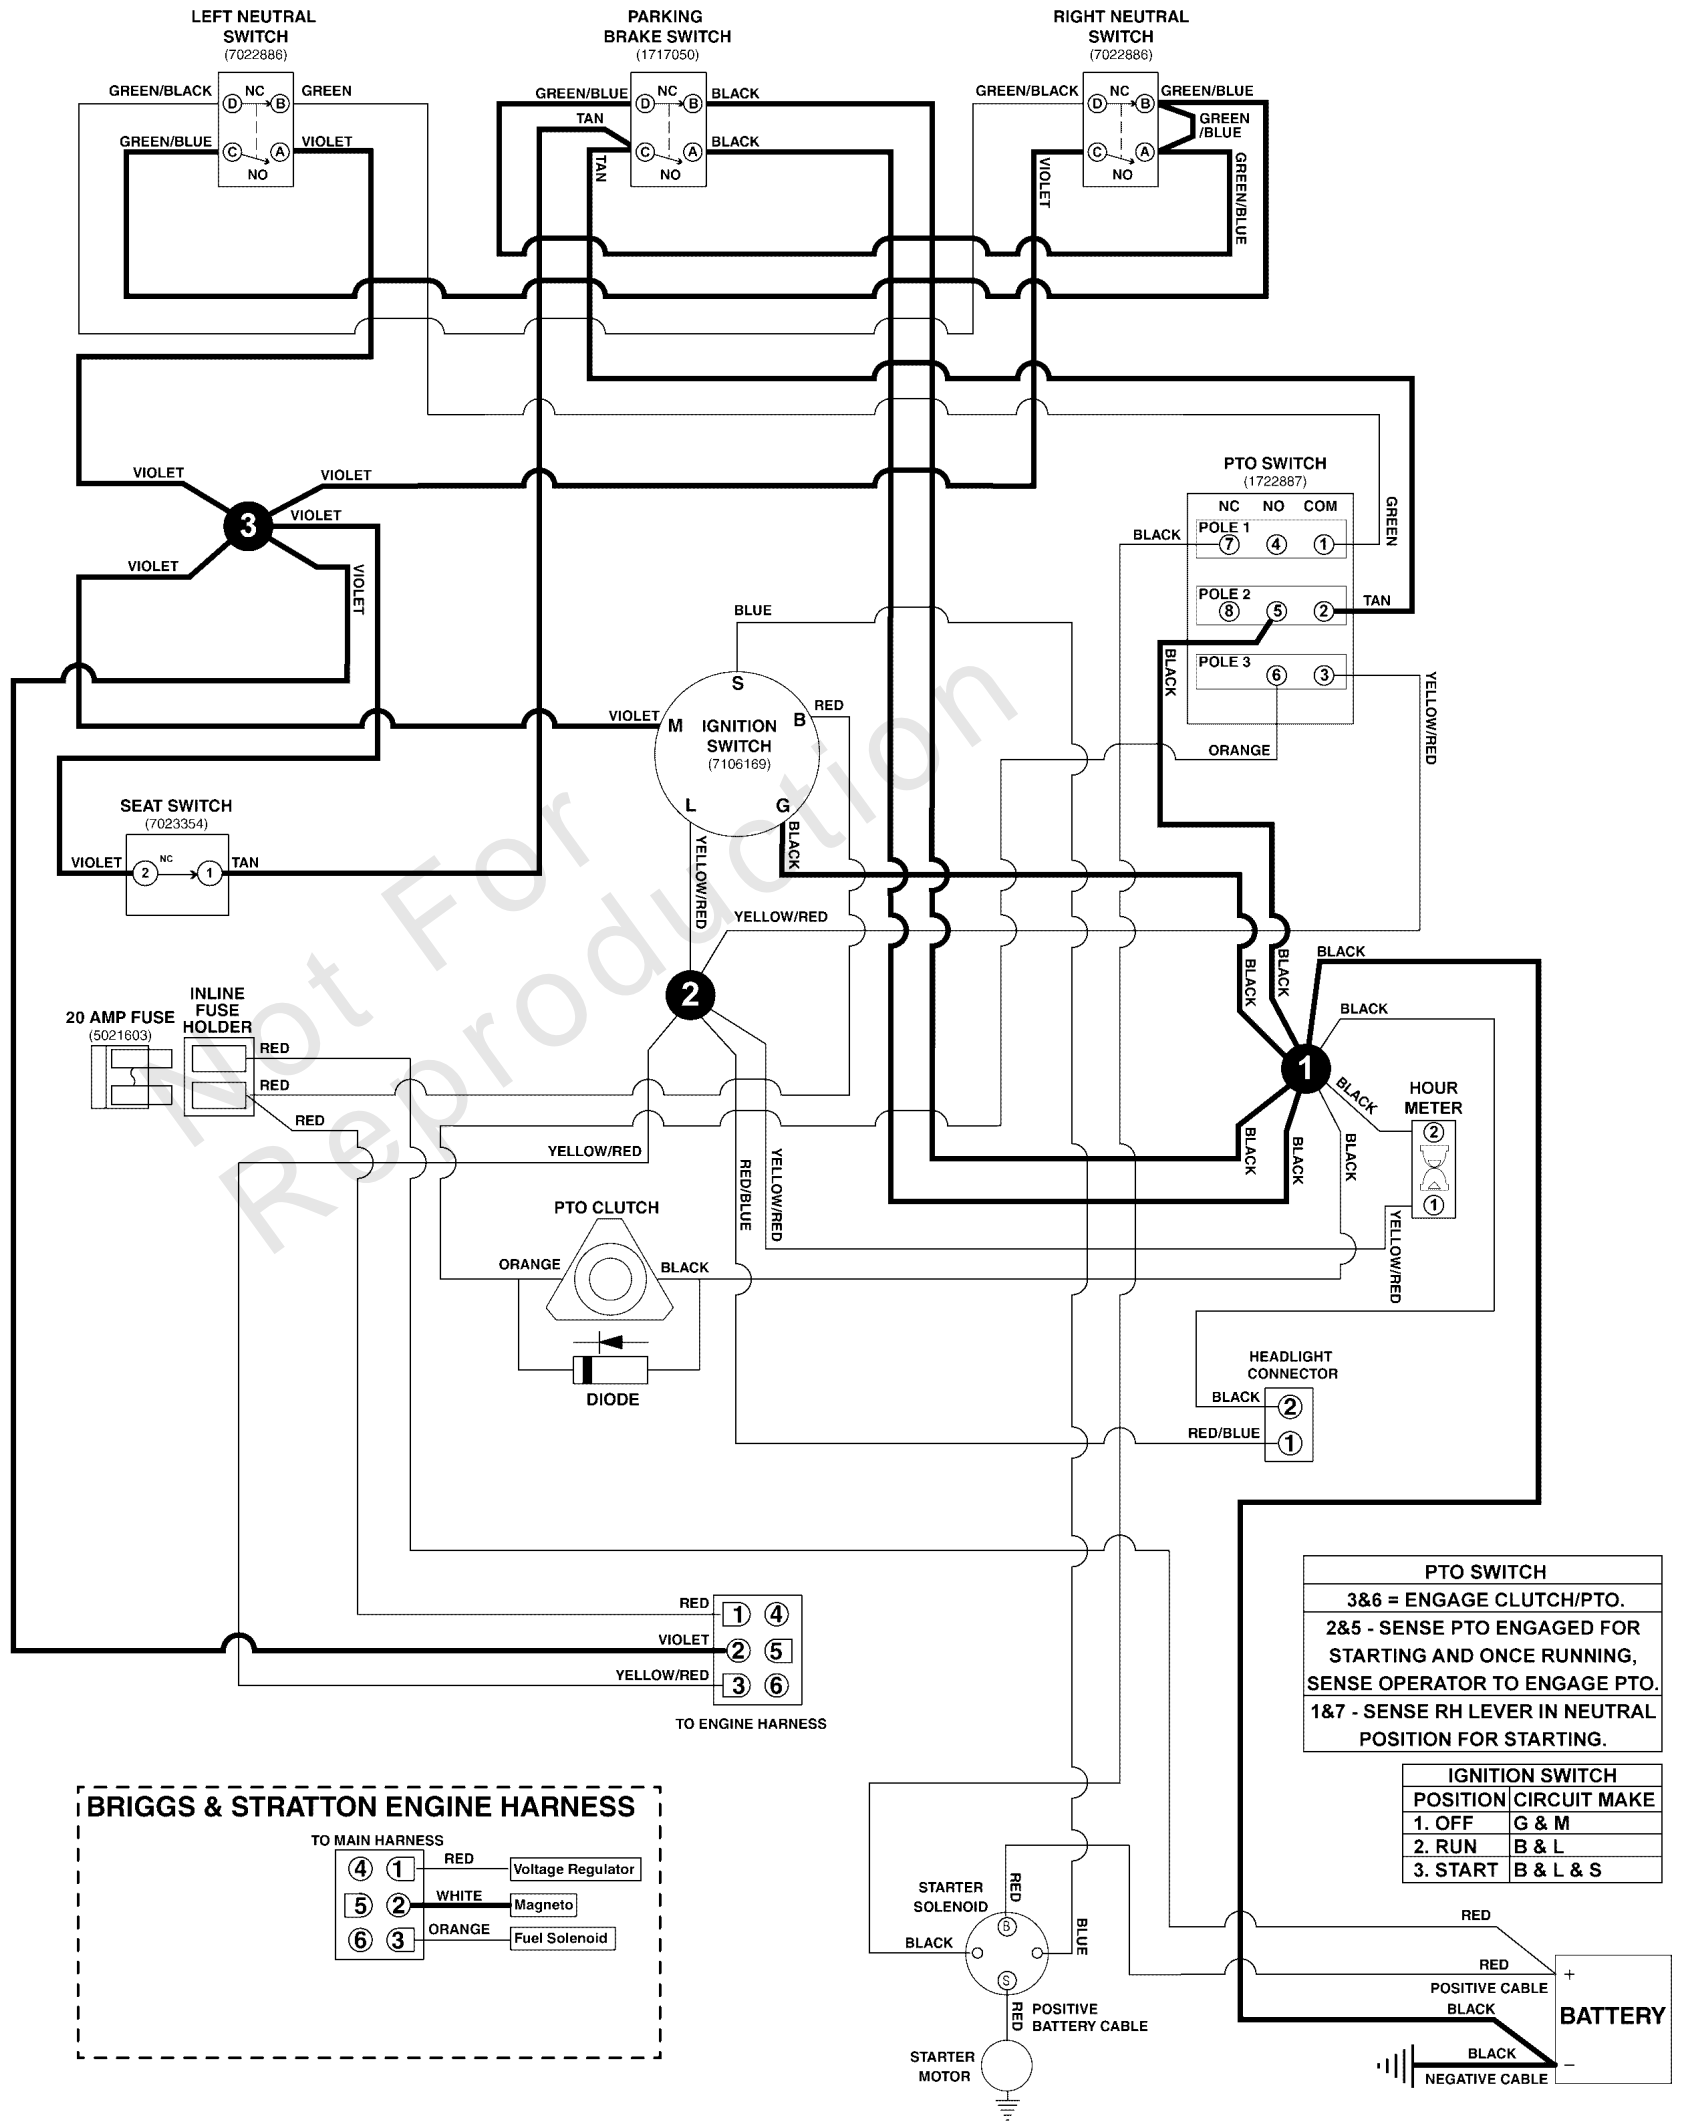 LEFT NEUTRAL
SWITCH
(7022886)
PARKING
BRAKE SWITCH
(1717050)
RIGHT NEUTRAL
SWITCH
(7022886)
GREEN/BLACK
D
NC
B
GREEN
GREEN/BLUE
C
A
VIOLET
NO
GREEN/BLUE
D
NC
B
BLACK
TAN
C
A
BLACK
NO
TAN
GREEN/BLACK
D
NC
B
GREEN/BLUE
GREEN
/BLUE
C
A
NO
VIOLET
GREEN/BLUE
VIOLET
VIOLET
3
VIOLET
VIOLET
VIOLET
PTO SWITCH
(1722887)
NC NO COM
POLE 1
BLACK
7 4 1
GREEN
POLE 2
8 5 2
TAN
BLACK
POLE 3
6 3
ORANGE
YELLOW/RED
BLUE
S
RED
B
VIOLET
M
IGNITION
SWITCH
(7106169)
L
G
YELLOW/RED
BLACK
SEAT SWITCH
(7023354)
VIOLET
2
NC
1
TAN
Not For
Reproduction
YELLOW/RED
2
BLACK
BLACK
BLACK
BLACK
1
BLACK
BLACK
BLACK
BLACK
20 AMP FUSE
(5021603)
INLINE
FUSE
HOLDER
RED
RED
RED
HOUR
METER
2
1
YELLOW/RED
YELLOW/RED
RED/BLUE
YELLOW/RED
PTO CLUTCH
ORANGE
BLACK
DIODE
HEADLIGHT
CONNECTOR
BLACK
2
RED/BLUE
1
RED
1 4
VIOLET
2 5
YELLOW/RED
3 6
TO ENGINE HARNESS
PTO SWITCH
3&6 = ENGAGE CLUTCH/PTO.
2&5 - SENSE PTO ENGAGED FOR
STARTING AND ONCE RUNNING,
SENSE OPERATOR TO ENGAGE PTO.
1&7 - SENSE RH LEVER IN NEUTRAL
POSITION FOR STARTING.
IGNITION SWITCH
POSITION CIRCUIT MAKE
1. OFF G & M
2. RUN B & L
3. START B & L & S
BRIGGS & STRATTON ENGINE HARNESS
TO MAIN HARNESS
4 1
RED
Voltage Regulator
5 2
WHITE
Magneto
6 3
ORANGE
Fuel Solenoid
STARTER
SOLENOID
RED
B
BLACK
BLUE
S
RED
POSITIVE
BATTERY CABLE
STARTER
MOTOR
RED
RED
+
POSITIVE CABLE
BLACK
BATTERY
BLACK
−
NEGATIVE CABLE